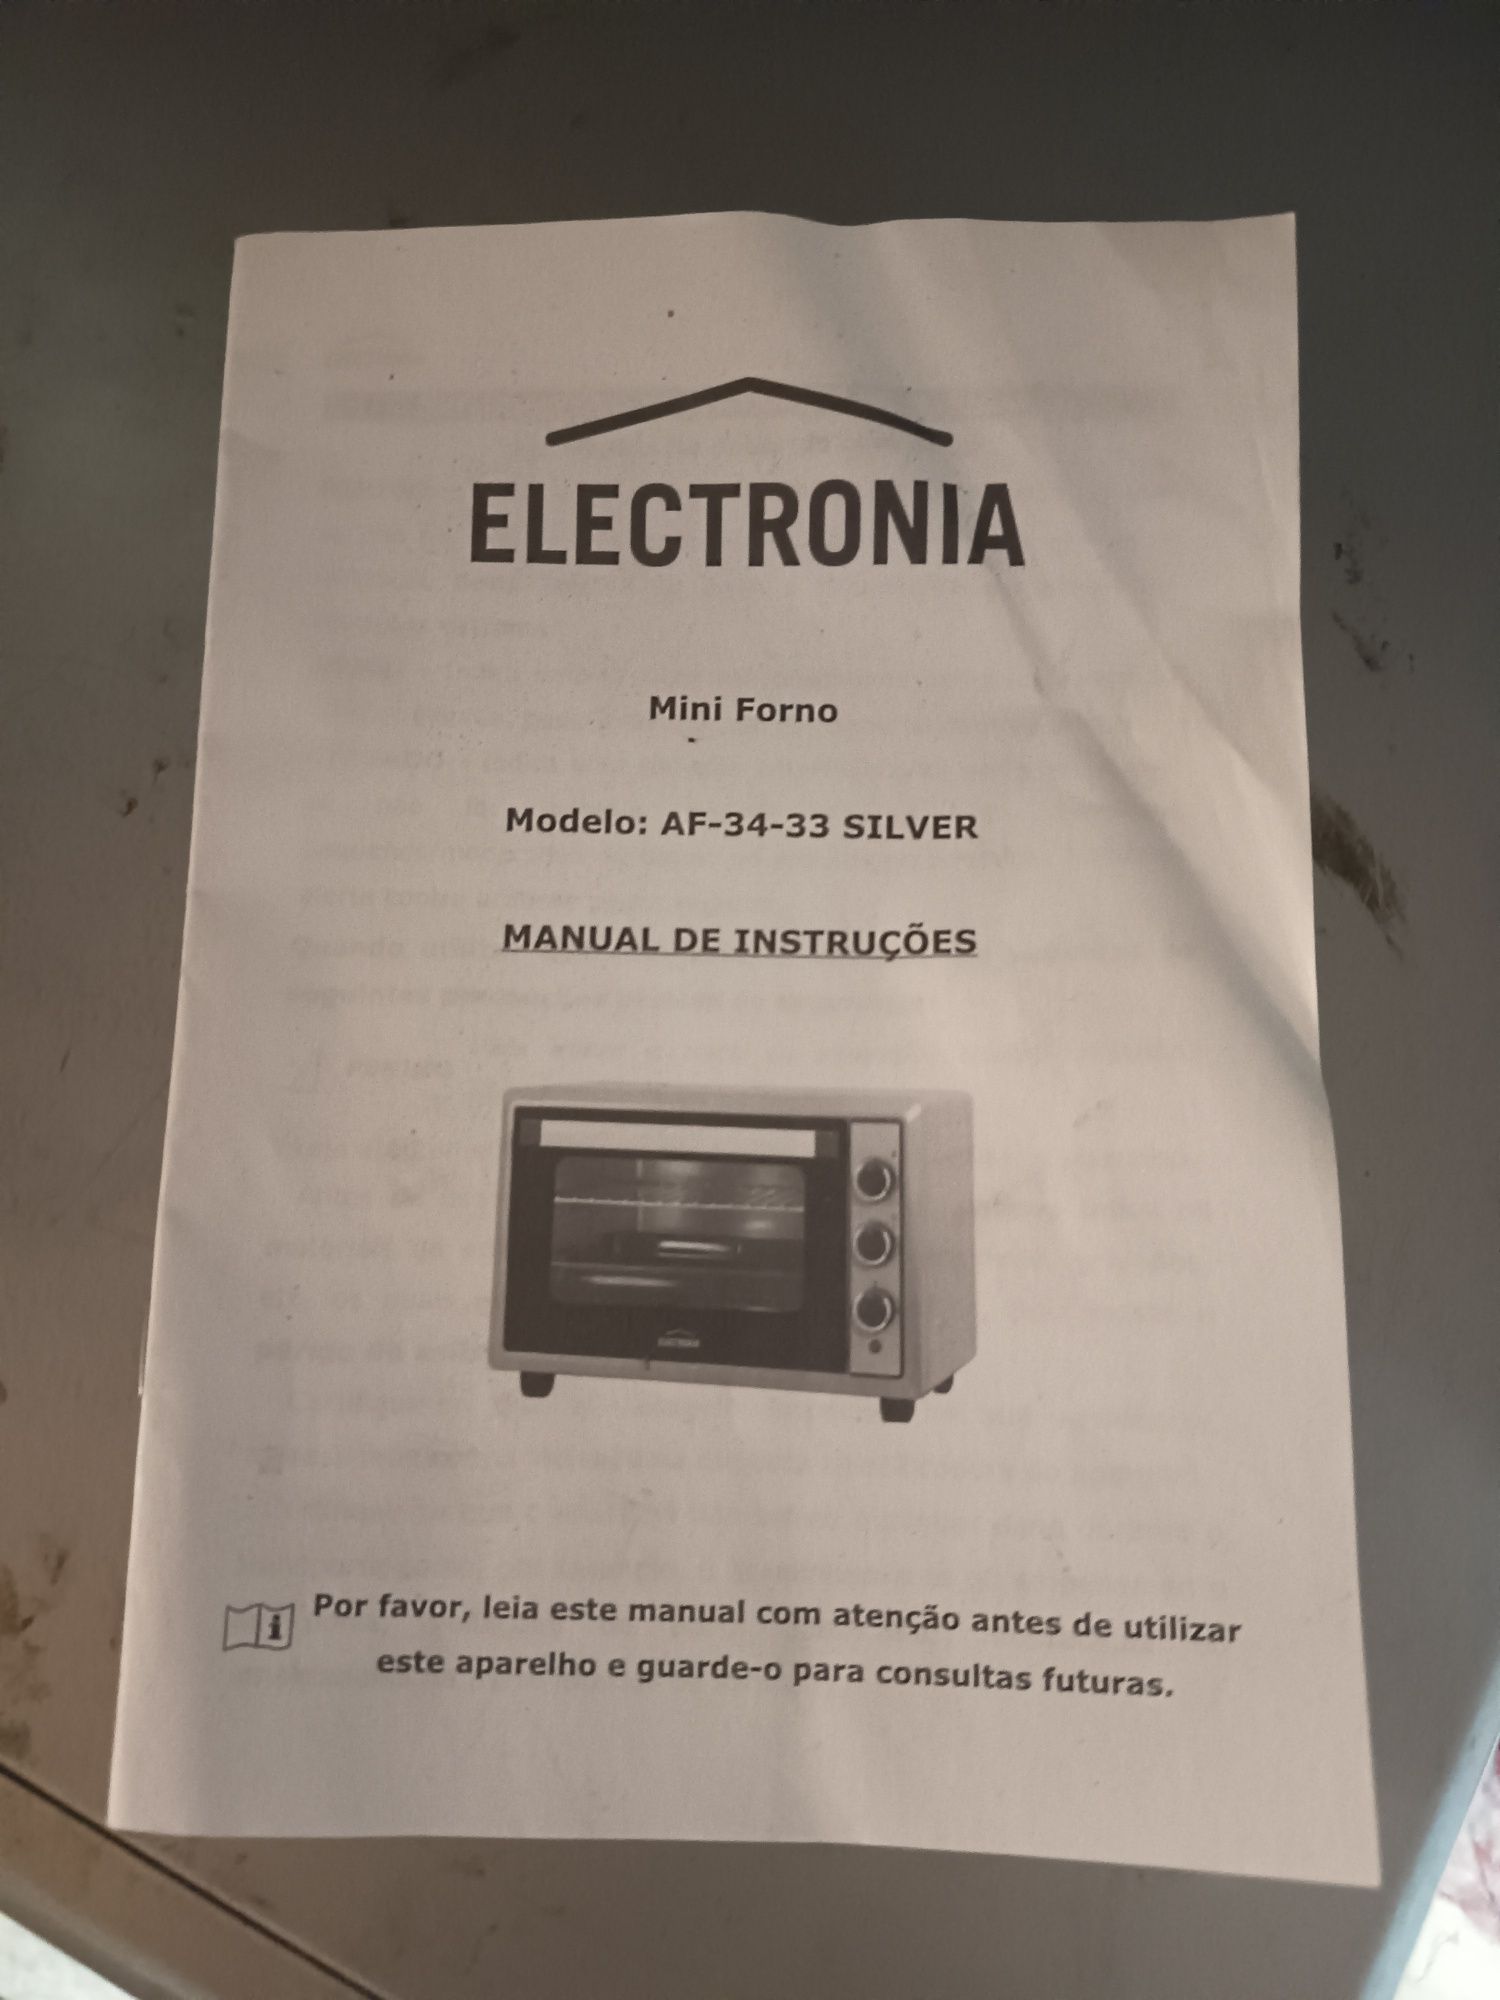 ELECTRONIA
Mini Forno
Modelo: AF-34-33 SILVER
MANUAL DE INSTRUÇÕES
Por favor, leia este manual com atenção antes de utilizar
este aparelho e guarde-o para consultas futuras.